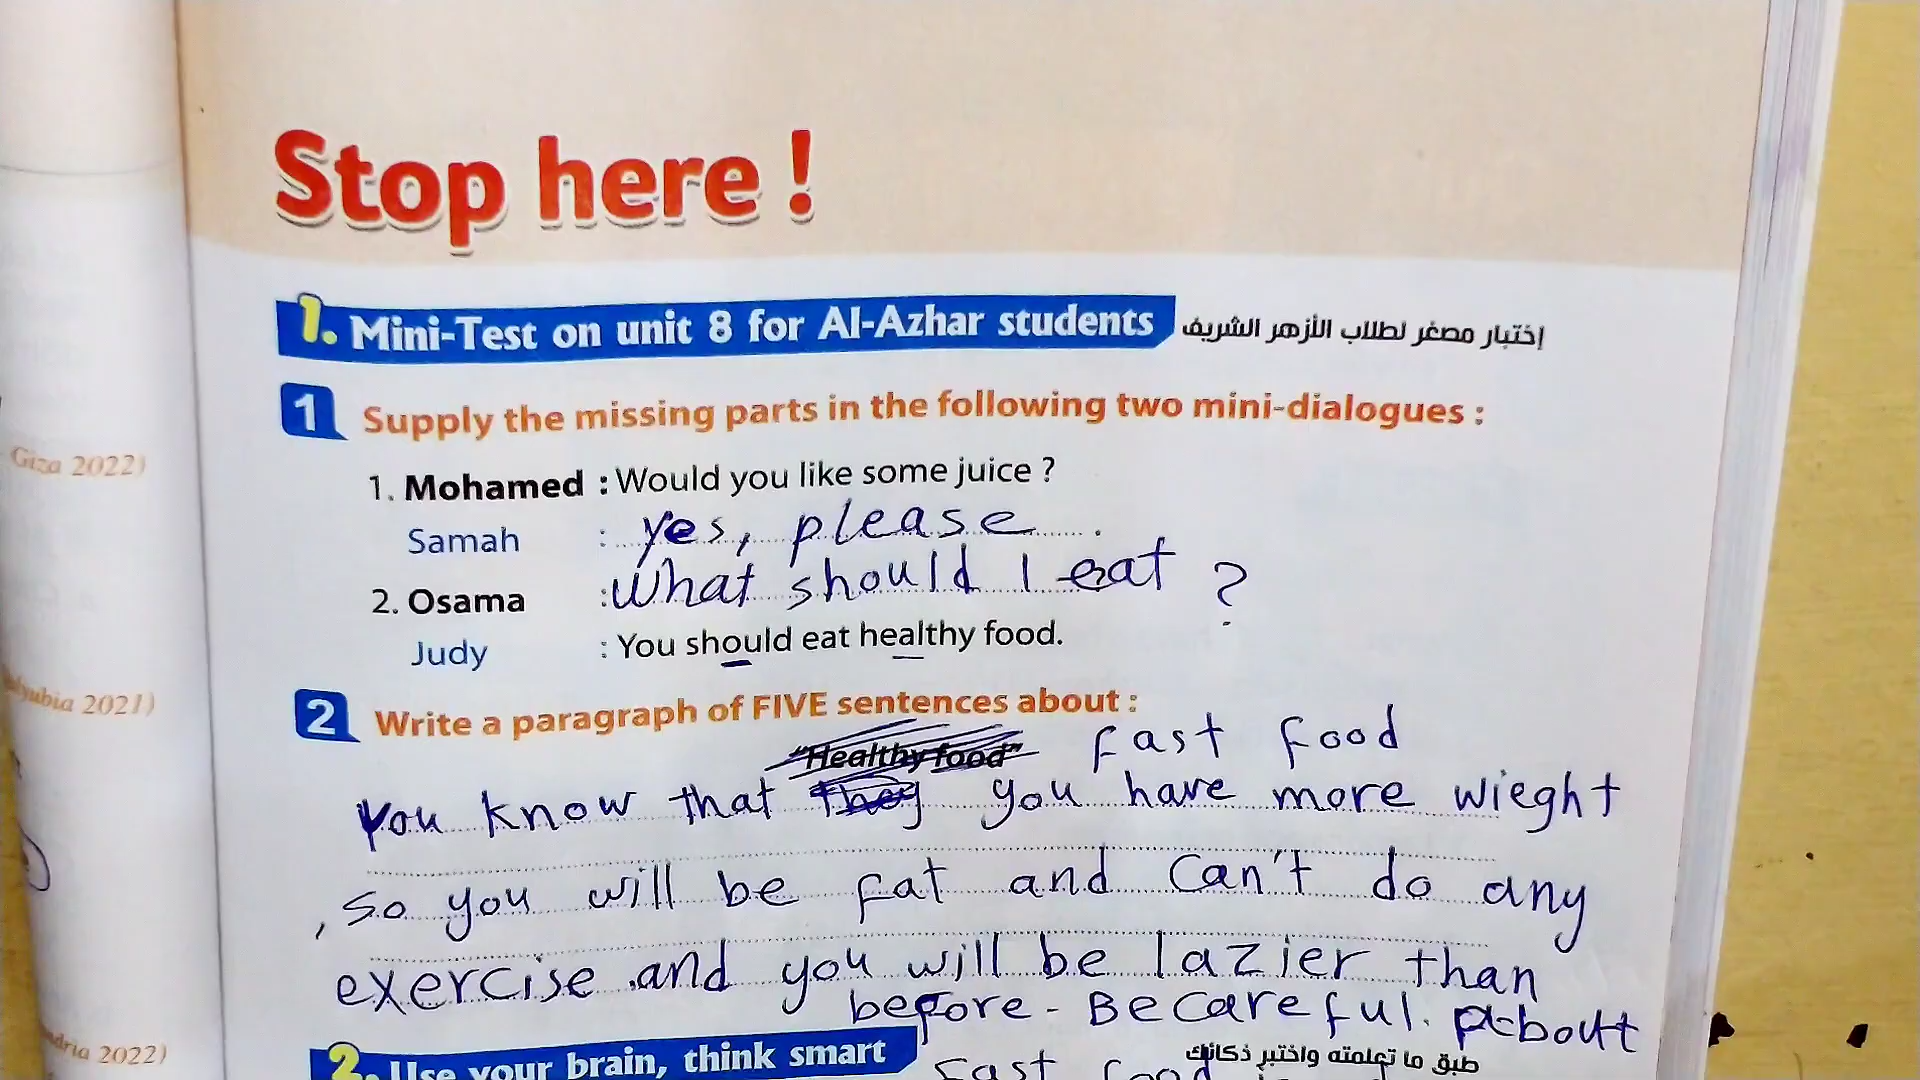 Stop here !
1. Mini-Test on unit 8 for Al-Azhar students إختبار مصغر لطلاب الأزهر الشريف
1 Supply the missing parts in the following two mini-dialogues :
Giza 2022)
1. Mohamed : Would you like some juice ?
Samah : yes, please .
2. Osama : What should I eat ?
Judy : You should eat healthy food.
2021)
2 Write a paragraph of FIVE sentences about :
"Healthy food" Fast food
you know that they you have more wieght
, so you will be fat and can't do any
exercise and you will be lazier than
before - Be careful. About
2022)
2. Use your brain, think smart طبق ما تعلمته واختبر ذكائك
Fast food